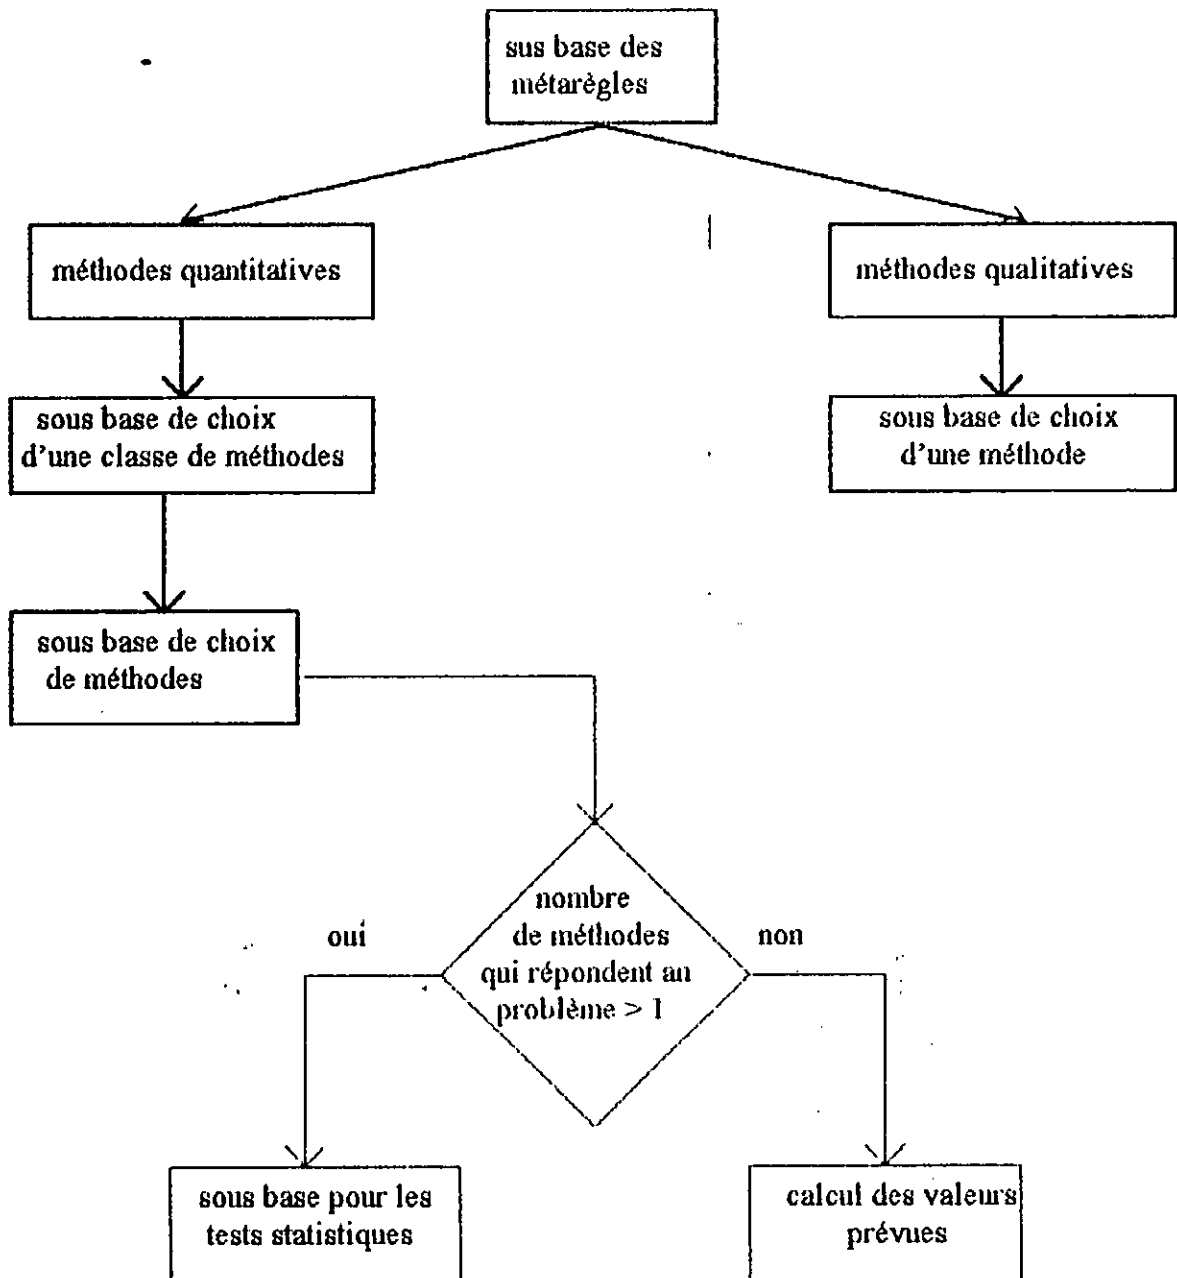 sus base des
métarègles
méthodes quantitatives
méthodes qualitatives
sous base de choix
d'une classe de méthodes
sous base de choix
d'une méthode
sous base de choix
de méthodes
nombre
de méthodes
qui répondent an
problème > 1
oui
non
sous base pour les
tests statistiques
calcul des valeurs
prévues